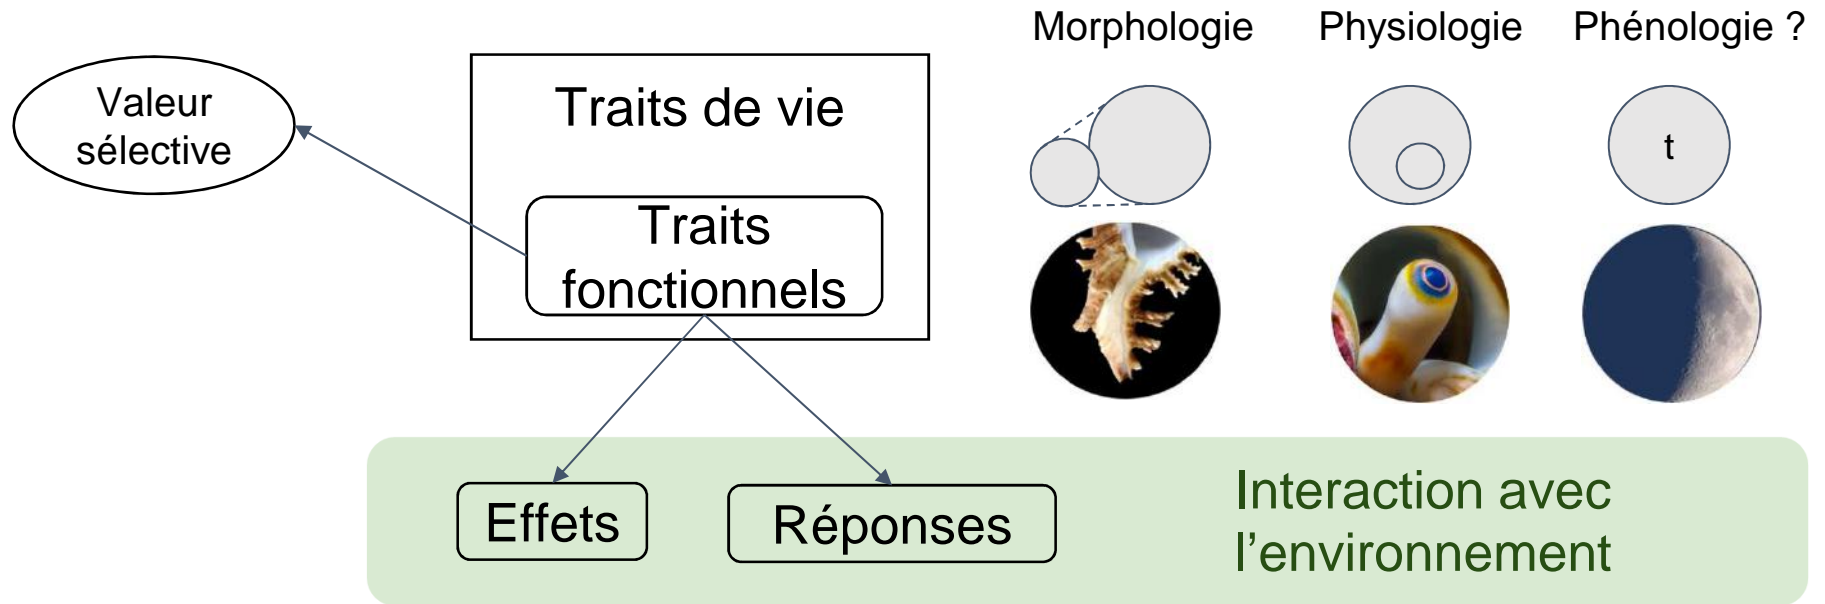 Morphologie
Physiologie
Phénologie ?
Valeur
sélective
Traits de vie
t
Traits
fonctionnels
Effets
Réponses
Interaction avec
l'environnement